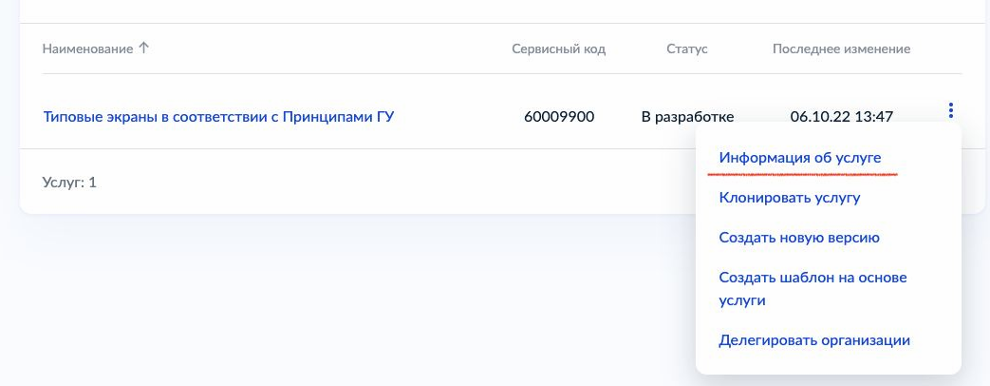 Наименование ↑ Сервисный код Статус Последнее изменение
Типовые экраны в соответствии с Принципами ГУ 60009900 В разработке 06.10.22 13:47
Информация об услуге
Услуг: 1
Клонировать услугу
Создать новую версию
Создать шаблон на основе
услуги
Делегировать организации